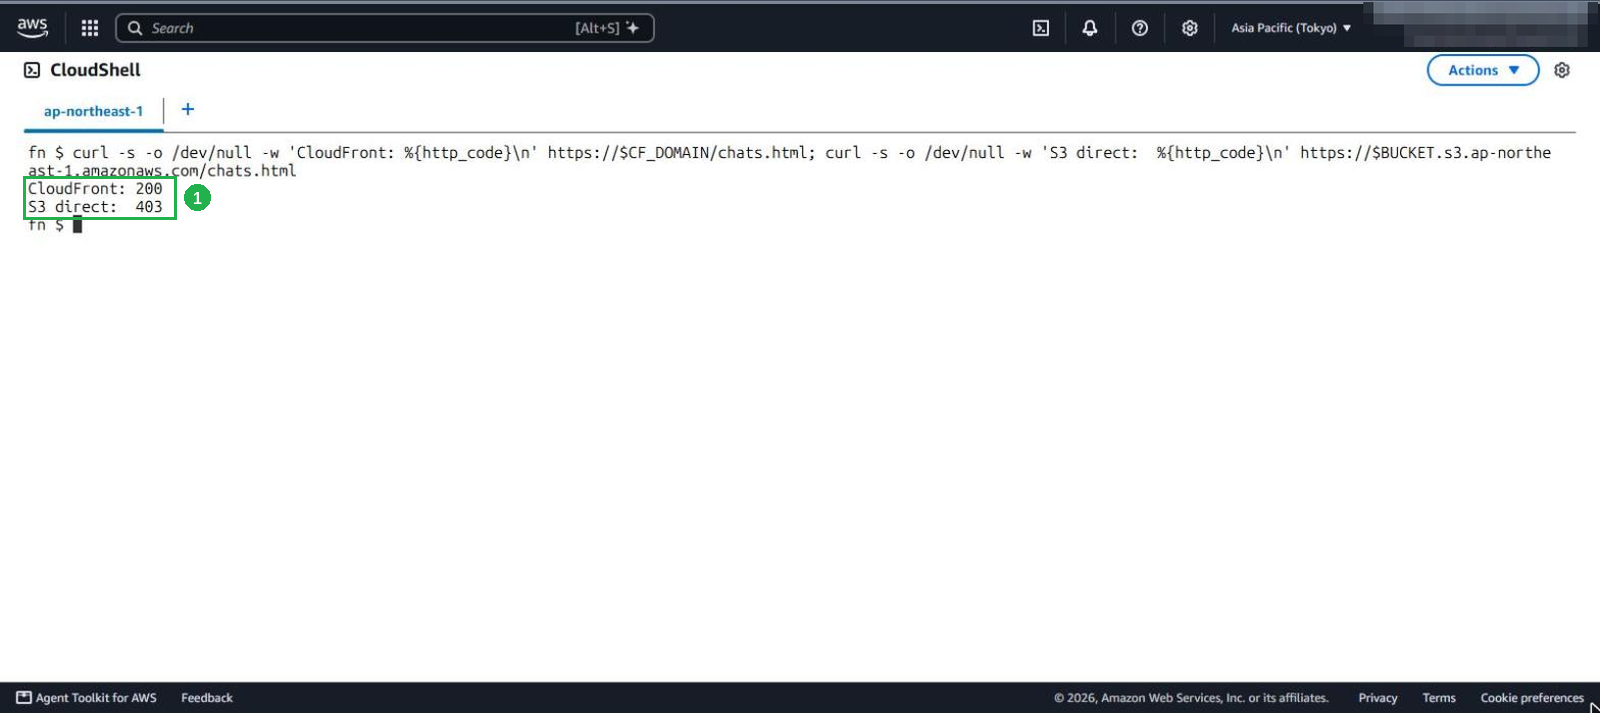 aws
Search
[Alt+S]
Asia Pacific (Tokyo)
CloudShell
Actions
ap-northeast-1
+
fn $ curl -s -o /dev/null -w 'CloudFront: %{http_code}\n' https://$CF_DOMAIN/chats.html; curl -s -o /dev/null -w 'S3 direct:  %{http_code}\n' https://$BUCKET.s3.ap-northe
ast-1.amazonaws.com/chats.html
CloudFront: 200
S3 direct:  403
1
fn $
Agent Toolkit for AWS
Feedback
© 2026, Amazon Web Services, Inc. or its affiliates.
Privacy
Terms
Cookie preferences